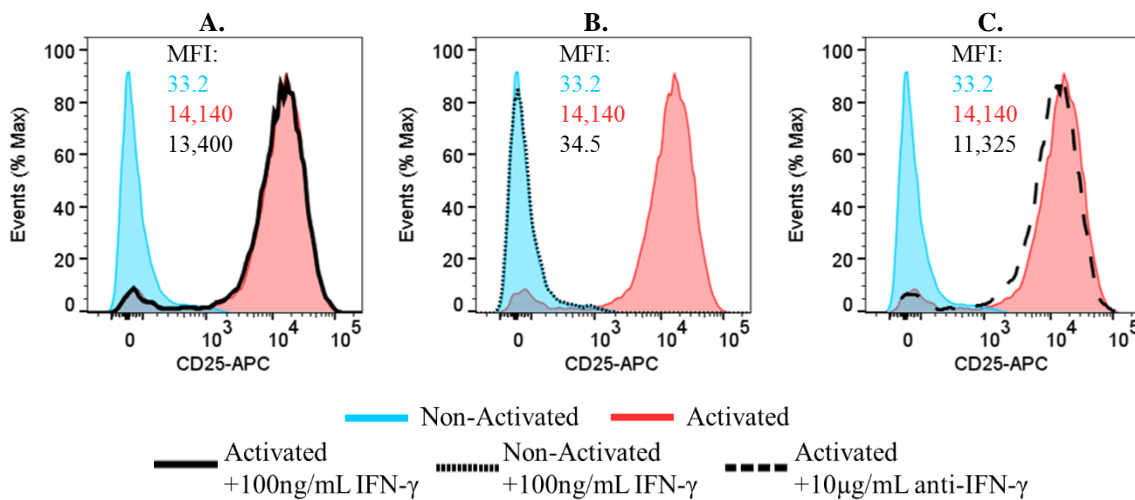 A.
B.
C.
100
80
60
40
20
0
Events (% Max)
MFI:
33.2
14,140
13,400
0
10³
10⁴
10⁵
CD25-APC
100
80
60
40
20
0
Events (% Max)
MFI:
33.2
14,140
34.5
0
10³
10⁴
10⁵
CD25-APC
100
80
60
40
20
0
Events (% Max)
MFI:
33.2
14,140
11,325
0
10³
10⁴
10⁵
CD25-APC
Non-Activated
Activated
Activated
+100ng/mL IFN-γ
Non-Activated
+100ng/mL IFN-γ
Activated
+10µg/mL anti-IFN-γ